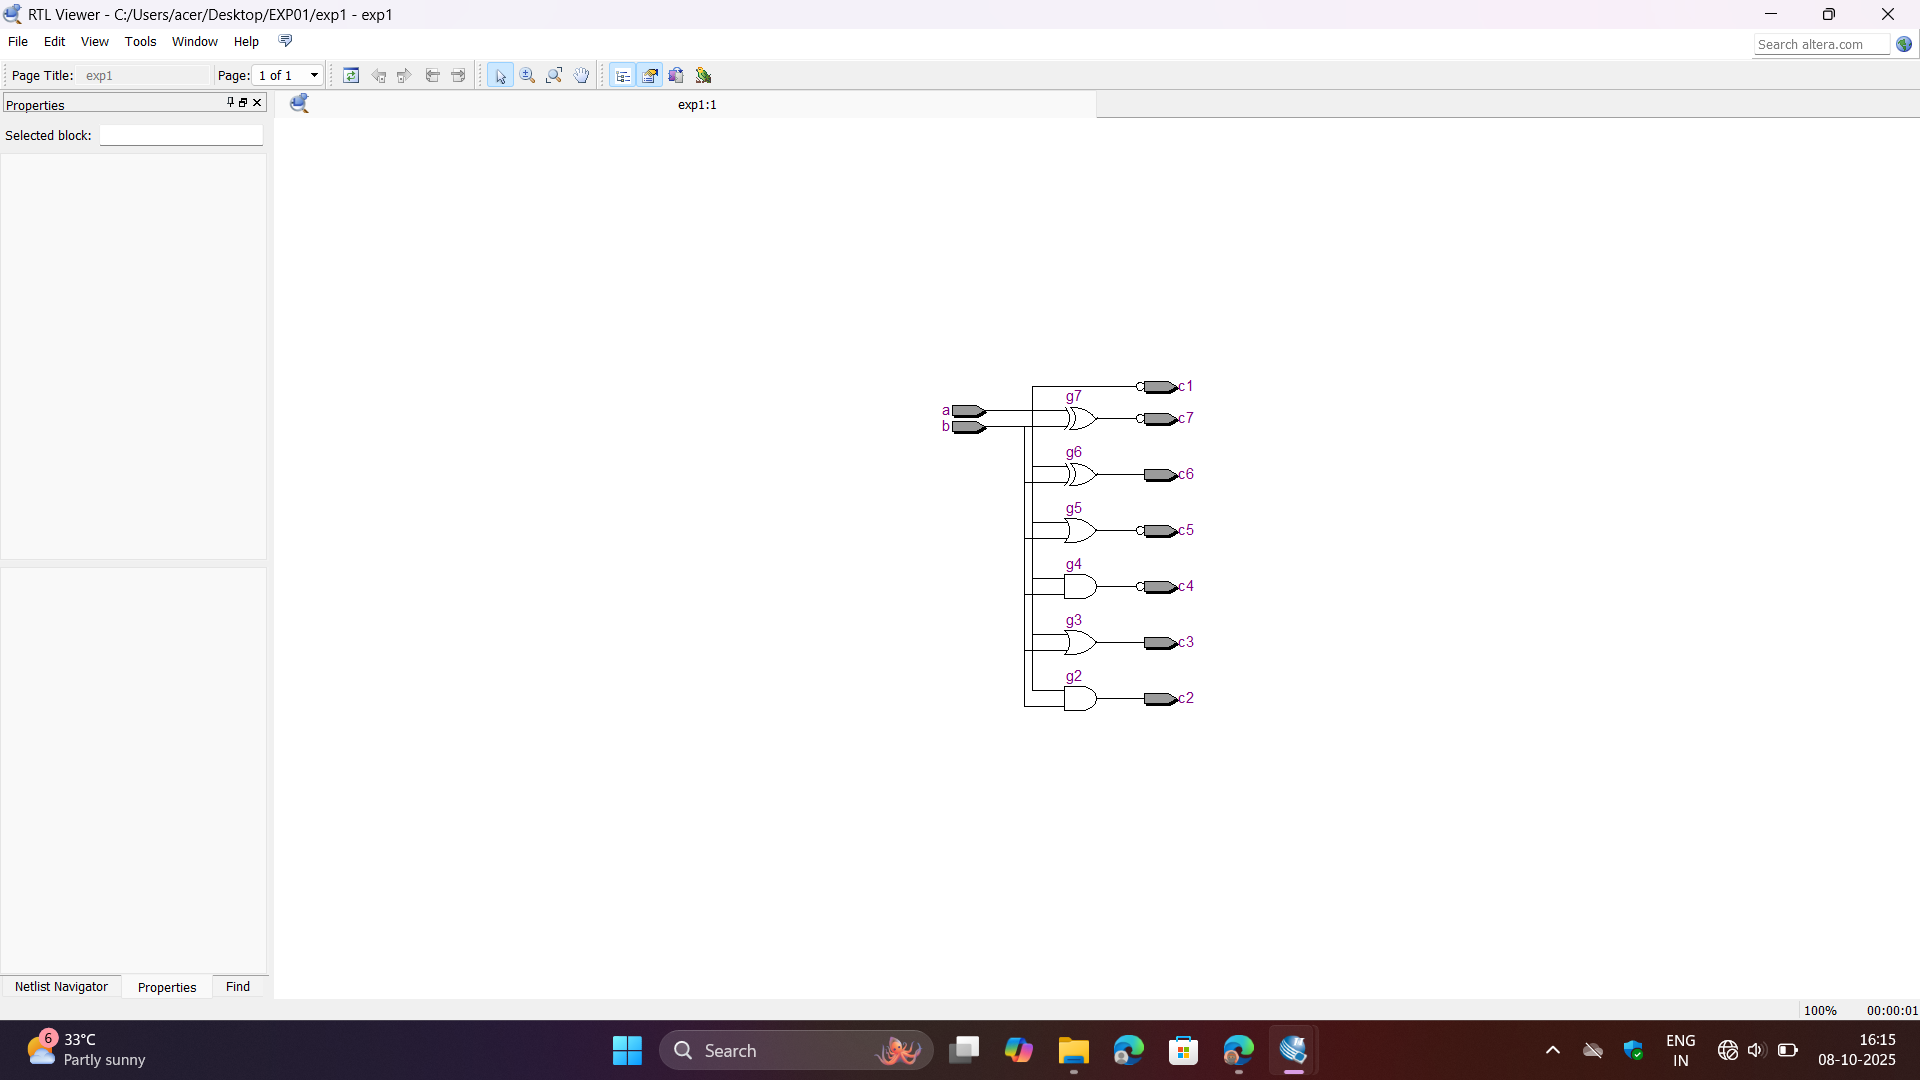 RTL Viewer - C:/Users/acer/Desktop/EXP01/exp1 - exp1
File Edit View Tools Window Help
Search altera.com
Page Title: exp1 Page: 1 of 1
Properties
exp1:1
Selected block:
c1
g7
a
c7
b
g6
c6
g5
c5
g4
c4
g3
c3
g2
c2
Netlist Navigator Properties Find
100% 00:00:01
6
33°C
Partly sunny
Search
ENG
IN
16:15
08-10-2025